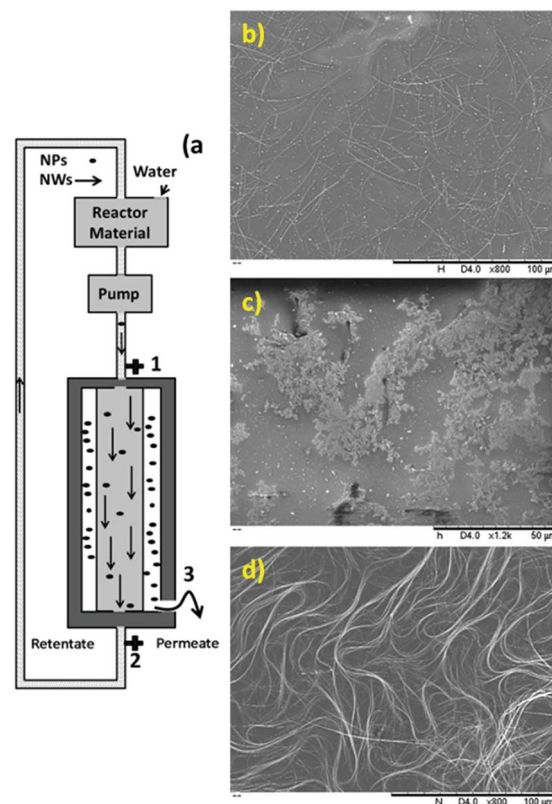 (a
NPs
NWs
Water
Reactor
Material
Pump
1
3
Retentate
2
Permeate
b)
H D4.0 x800 100 µm
c)
h D4.0 x1.2k 50 µm
d)
N D4.0 x800 100 µm